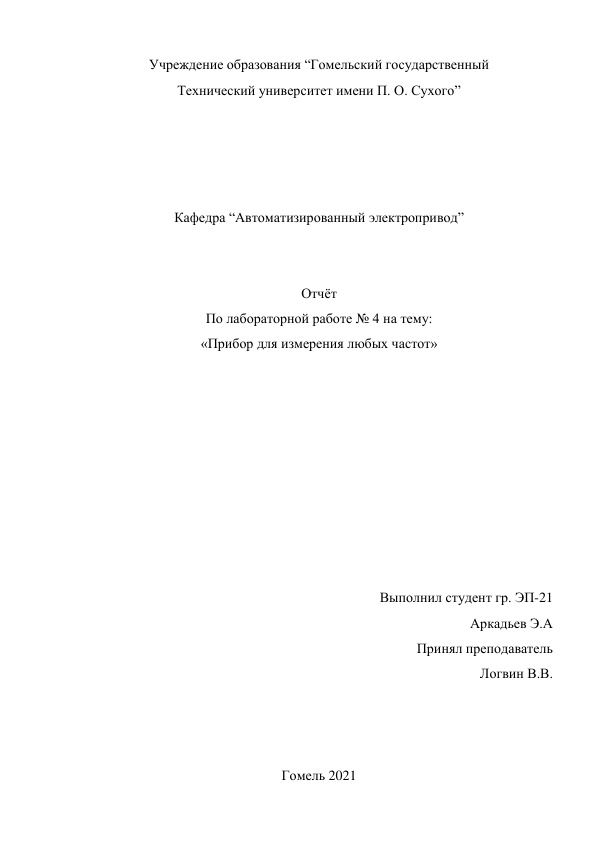 Учреждение образования “Гомельский государственный
Технический университет имени П. О. Сухого”
Кафедра “Автоматизированный электропривод”
Отчёт
По лабораторной работе № 4 на тему:
«Прибор для измерения любых частот»
Выполнил студент гр. ЭП-21
Аркадьев Э.А
Принял преподаватель
Логвин В.В.
Гомель 2021